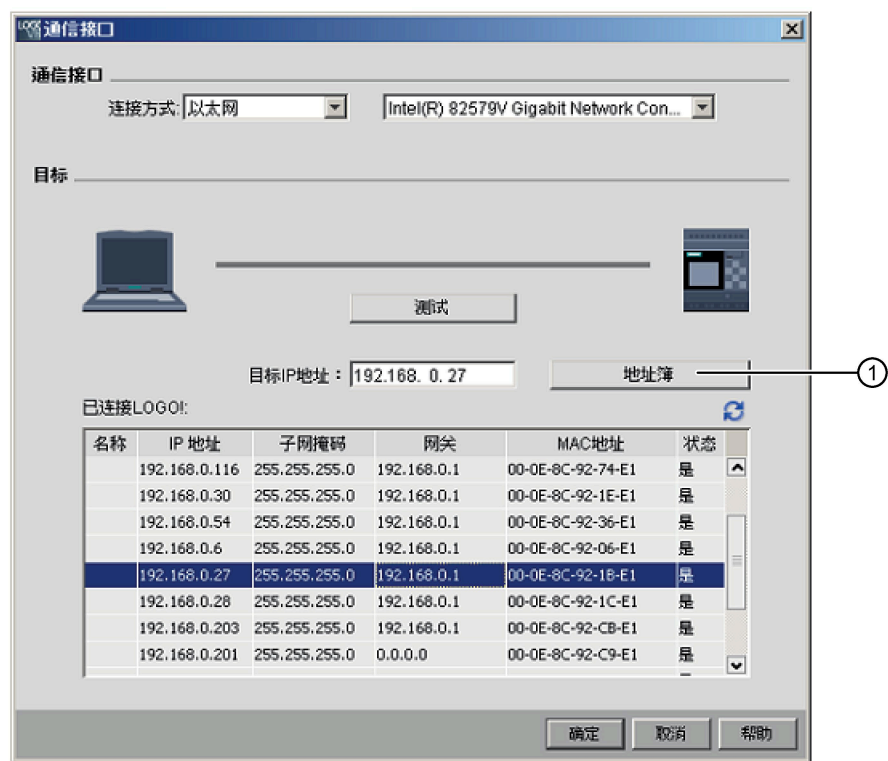 LOGO 通信接口
通信接口
连接方式: 以太网 Intel(R) 82579V Gigabit Network Con...
目标
测试
目标IP地址： 192.168. 0. 27 地址簿 1
已连接LOGO!:
名称 IP 地址 子网掩码 网关 MAC地址 状态
192.168.0.116 255.255.255.0 192.168.0.1 00-0E-8C-92-74-E1 是
192.168.0.30 255.255.255.0 192.168.0.1 00-0E-8C-92-1E-E1 是
192.168.0.54 255.255.255.0 192.168.0.1 00-0E-8C-92-36-E1 是
192.168.0.6 255.255.255.0 192.168.0.1 00-0E-8C-92-06-E1 是
192.168.0.27 255.255.255.0 192.168.0.1 00-0E-8C-92-1B-E1 是
192.168.0.28 255.255.255.0 192.168.0.1 00-0E-8C-92-1C-E1 是
192.168.0.203 255.255.255.0 192.168.0.1 00-0E-8C-92-CB-E1 是
192.168.0.201 255.255.255.0 0.0.0.0 00-0E-8C-92-C9-E1 是
确定 取消 帮助